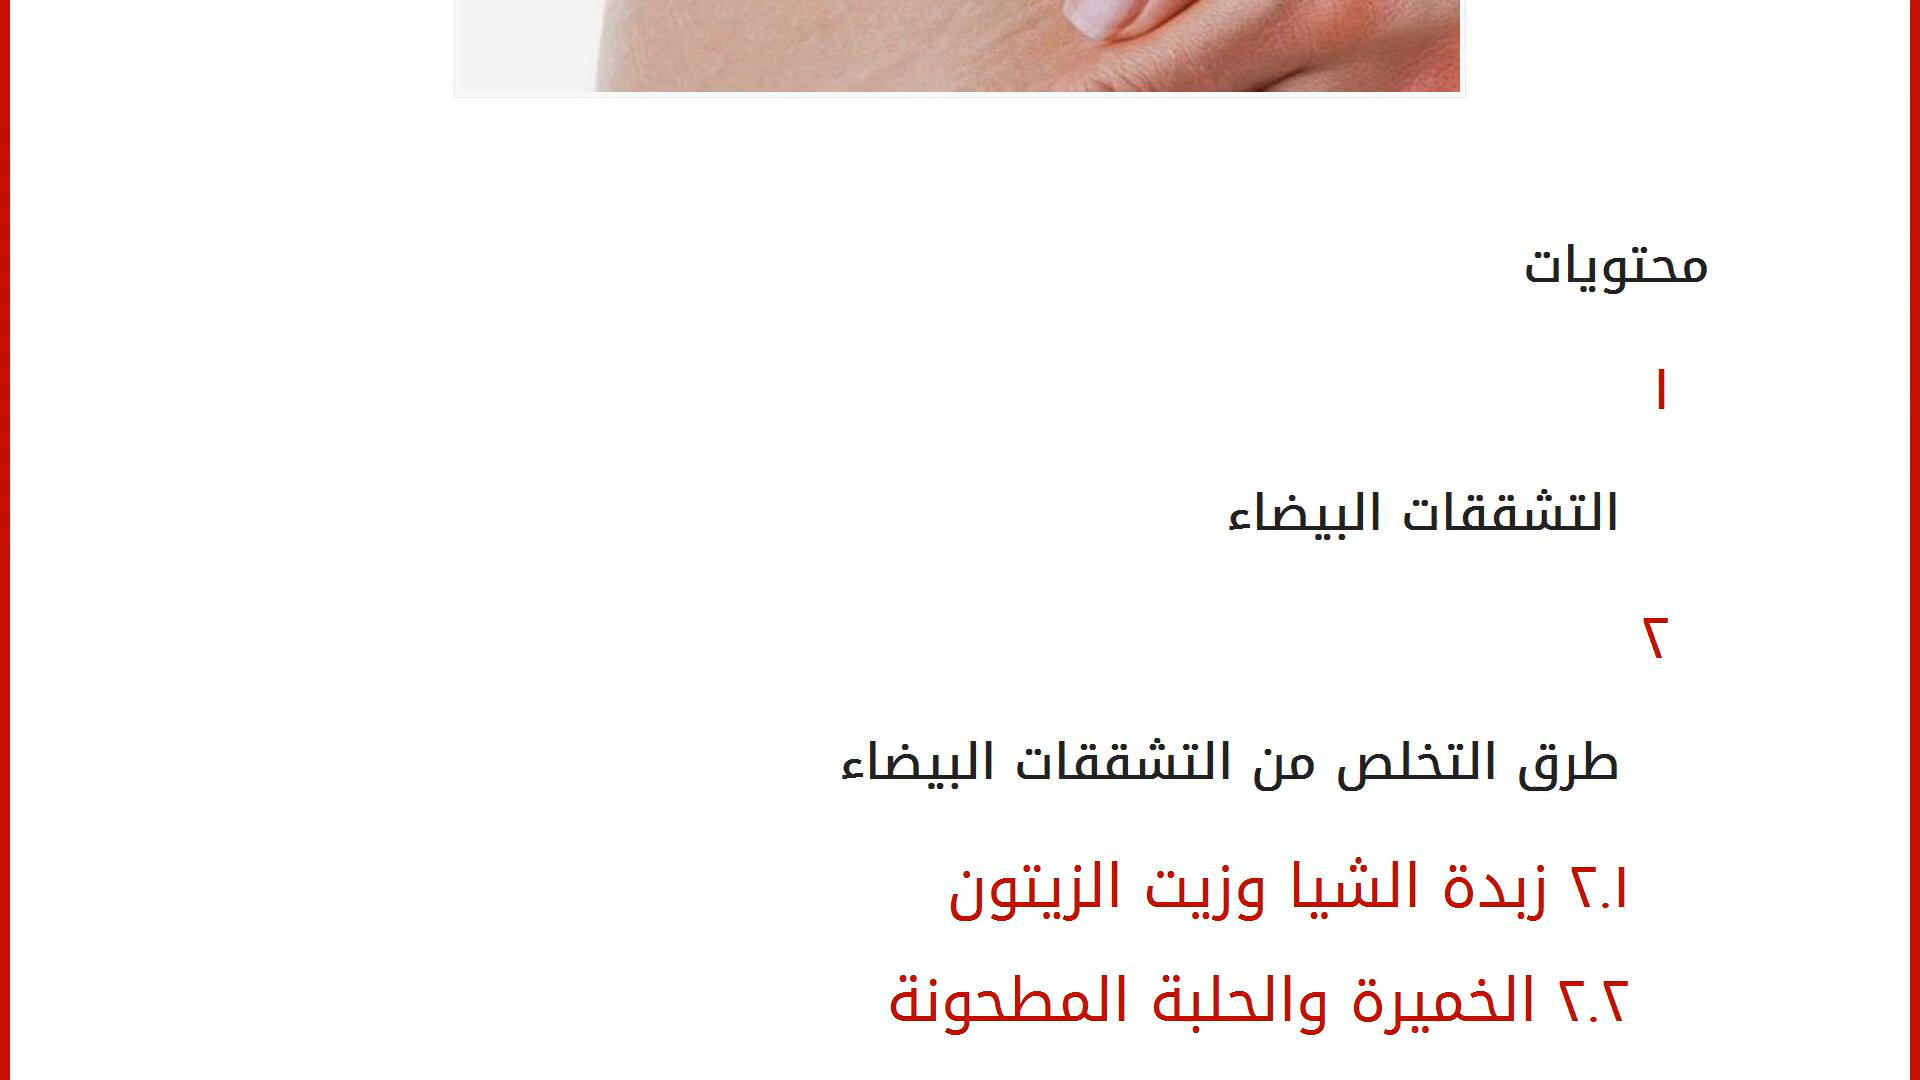 محتويات
١
التشققات البيضاء
٢
طرق التخلص من التشققات البيضاء
٢.١ زبدة الشيا وزيت الزيتون
٢.٢ الخميرة والحلبة المطحونة